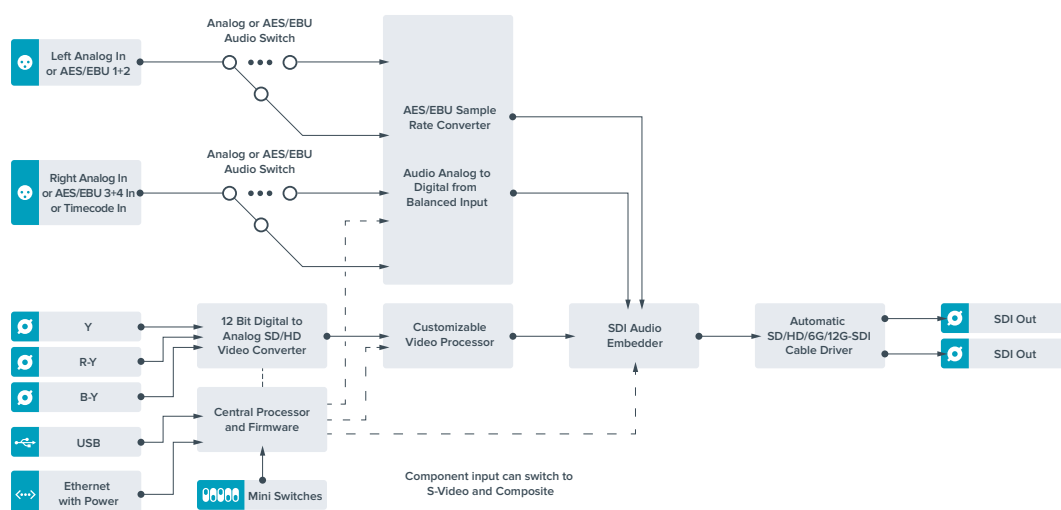 Analog or AES/EBU
Audio Switch
Left Analog In
or AES/EBU 1+2
AES/EBU Sample
Rate Converter
Analog or AES/EBU
Audio Switch
Right Analog In
or AES/EBU 3+4 In
or Timecode In
Audio Analog to
Digital from
Balanced Input
Y
R-Y
B-Y
USB
Ethernet
with Power
12 Bit Digital to
Analog SD/HD
Video Converter
Central Processor
and Firmware
Mini Switches
Customizable
Video Processor
SDI Audio
Embedder
Automatic
SD/HD/6G/12G-SDI
Cable Driver
SDI Out
SDI Out
Component input can switch to
S-Video and Composite